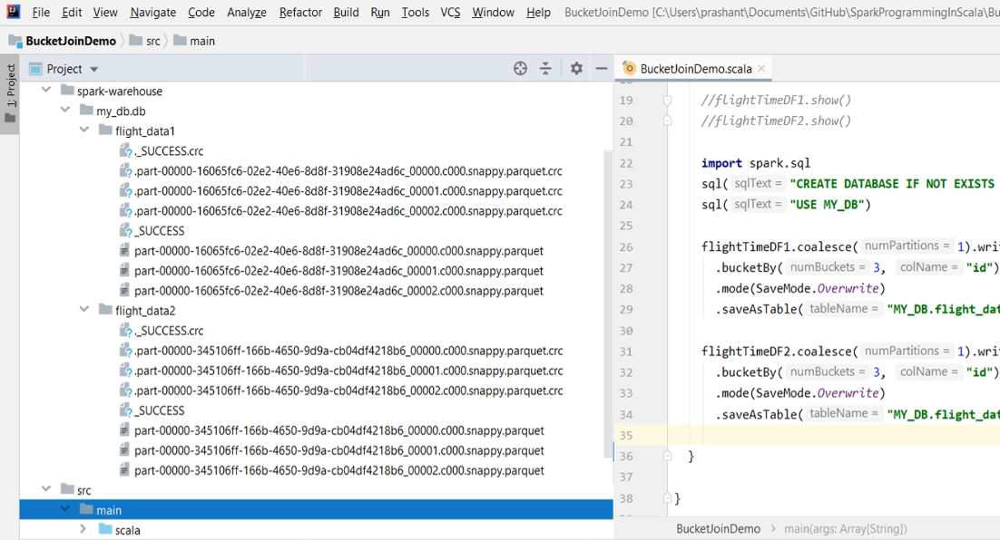 File Edit View Navigate Code Analyze Refactor Build Run Tools VCS Window Help BucketJoinDemo [C:\Users\prashant\Documents\GitHub\SparkProgrammingInScala\Bu
BucketJoinDemo src main
1: Project
Project
BucketJoinDemo.scala
spark-warehouse
my_db.db
flight_data1
._SUCCESS.crc
.part-00000-16065fc6-02e2-40e6-8d8f-31908e24ad6c_00000.c000.snappy.parquet.crc
.part-00000-16065fc6-02e2-40e6-8d8f-31908e24ad6c_00001.c000.snappy.parquet.crc
.part-00000-16065fc6-02e2-40e6-8d8f-31908e24ad6c_00002.c000.snappy.parquet.crc
_SUCCESS
part-00000-16065fc6-02e2-40e6-8d8f-31908e24ad6c_00000.c000.snappy.parquet
part-00000-16065fc6-02e2-40e6-8d8f-31908e24ad6c_00001.c000.snappy.parquet
part-00000-16065fc6-02e2-40e6-8d8f-31908e24ad6c_00002.c000.snappy.parquet
flight_data2
._SUCCESS.crc
.part-00000-345106ff-166b-4650-9d9a-cb04df4218b6_00000.c000.snappy.parquet.crc
.part-00000-345106ff-166b-4650-9d9a-cb04df4218b6_00001.c000.snappy.parquet.crc
.part-00000-345106ff-166b-4650-9d9a-cb04df4218b6_00002.c000.snappy.parquet.crc
_SUCCESS
part-00000-345106ff-166b-4650-9d9a-cb04df4218b6_00000.c000.snappy.parquet
part-00000-345106ff-166b-4650-9d9a-cb04df4218b6_00001.c000.snappy.parquet
part-00000-345106ff-166b-4650-9d9a-cb04df4218b6_00002.c000.snappy.parquet
src
main
scala
19 //flightTimeDF1.show()
20 //flightTimeDF2.show()
21
22 import spark.sql
23 sql( sqlText = "CREATE DATABASE IF NOT EXISTS
24 sql( sqlText = "USE MY_DB")
25
26 flightTimeDF1.coalesce( numPartitions = 1).writ
27 .bucketBy( numBuckets = 3, colName = "id")
28 .mode(SaveMode.Overwrite)
29 .saveAsTable( tableName = "MY_DB.flight_dat
30
31 flightTimeDF2.coalesce( numPartitions = 1).writ
32 .bucketBy( numBuckets = 3, colName = "id")
33 .mode(SaveMode.Overwrite)
34 .saveAsTable( tableName = "MY_DB.flight_dat
35
36 }
37
38 }
BucketJoinDemo main(args: Array[String])